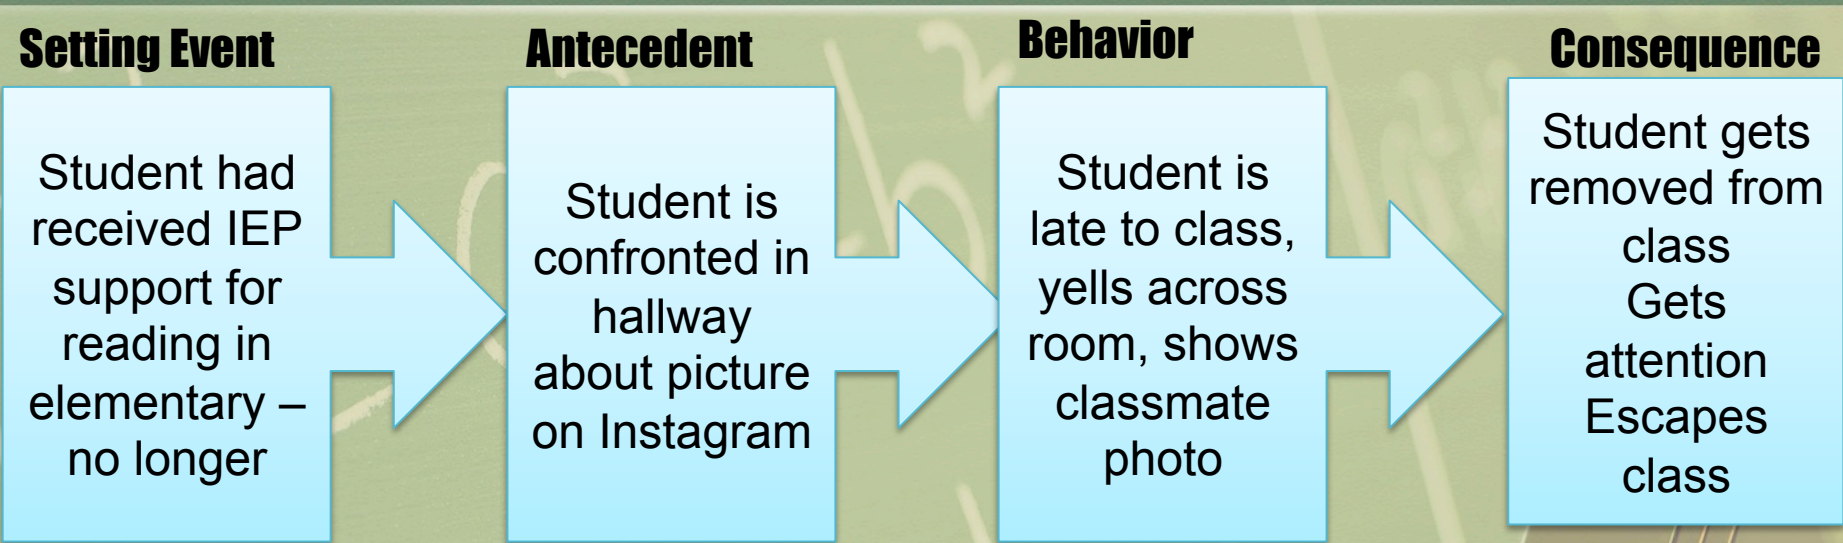 Setting Event
Antecedent
Behavior
Consequence
Student had
received IEP
support for
reading in
elementary –
no longer
Student is
confronted in
hallway
about picture
on Instagram
Student is
late to class,
yells across
room, shows
classmate
photo
Student gets
removed from
class
Gets
attention
Escapes
class